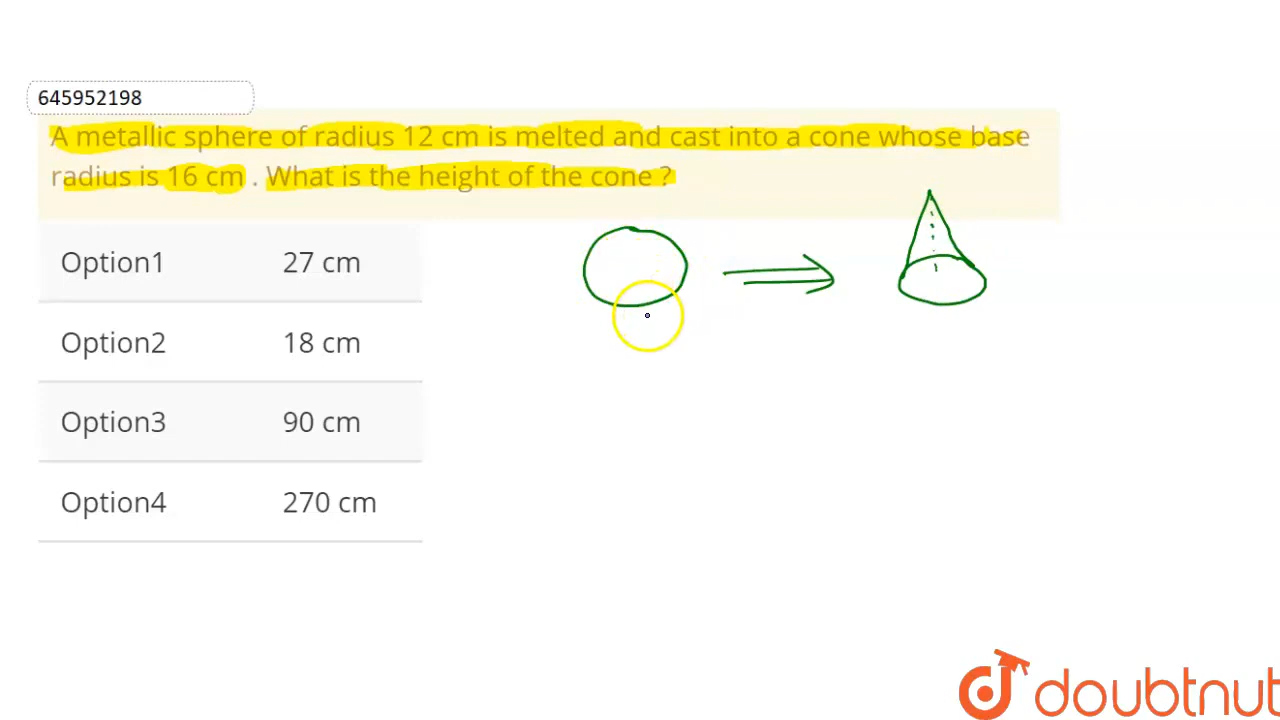 645952198
A metallic sphere of radius 12 cm is melted and cast into a cone whose base
radius is 16 cm . What is the height of the cone ?
Option1 27 cm
Option2 18 cm
Option3 90 cm
Option4 270 cm
doubtnut